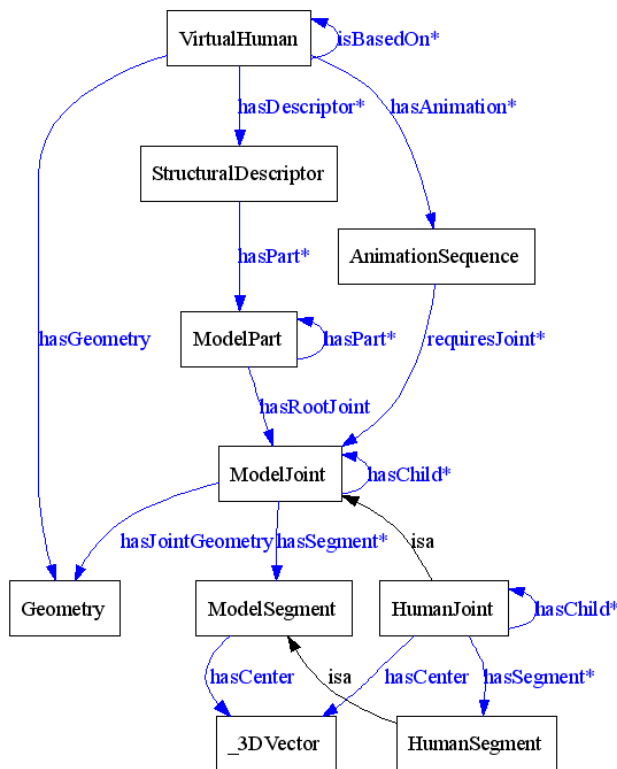 VirtualHuman
isBasedOn*
hasDescriptor*
hasAnimation*
StructuralDescriptor
hasPart*
AnimationSequence
hasGeometry
ModelPart
hasPart*
requiresJoint*
hasRootJoint
ModelJoint
hasChild*
hasJointGeometry
hasSegment*
isa
Geometry
ModelSegment
HumanJoint
hasChild*
hasCenter
isa
hasCenter
hasSegment*
_3DVector
HumanSegment